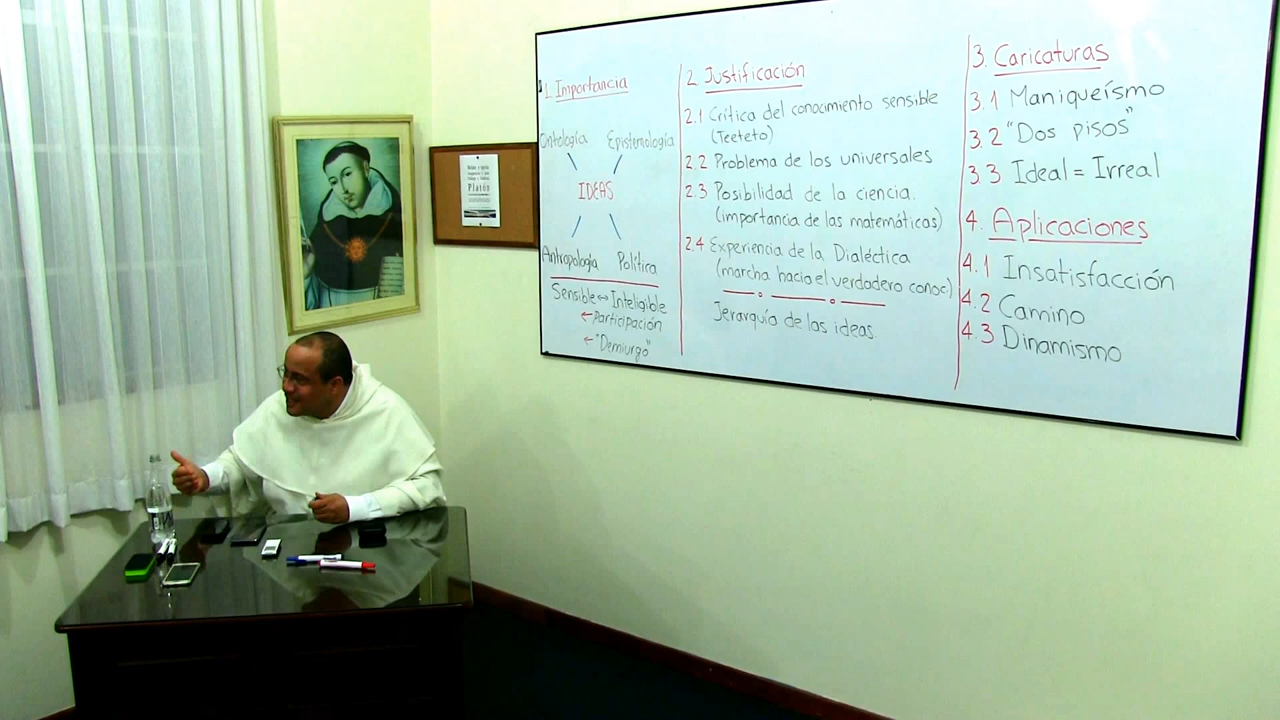 Platón
1. Importancia
Ontología Epistemología
IDEAS
Antropología Política
Sensible ↔ Inteligible
← Participación
← "Demiurgo"
2. Justificación
2.1 Crítica del conocimiento sensible
(Teeteto)
2.2 Problema de los universales
2.3 Posibilidad de la ciencia
(importancia de las matemáticas)
2.4 Experiencia de la Dialéctica
(marcha hacia el verdadero conoc)
Jerarquía de las ideas.
3. Caricaturas
3.1 Maniqueísmo
3.2 "Dos pisos"
3.3 Ideal = Irreal
4. Aplicaciones
4.1 Insatisfacción
4.2 Camino
4.3 Dinamismo